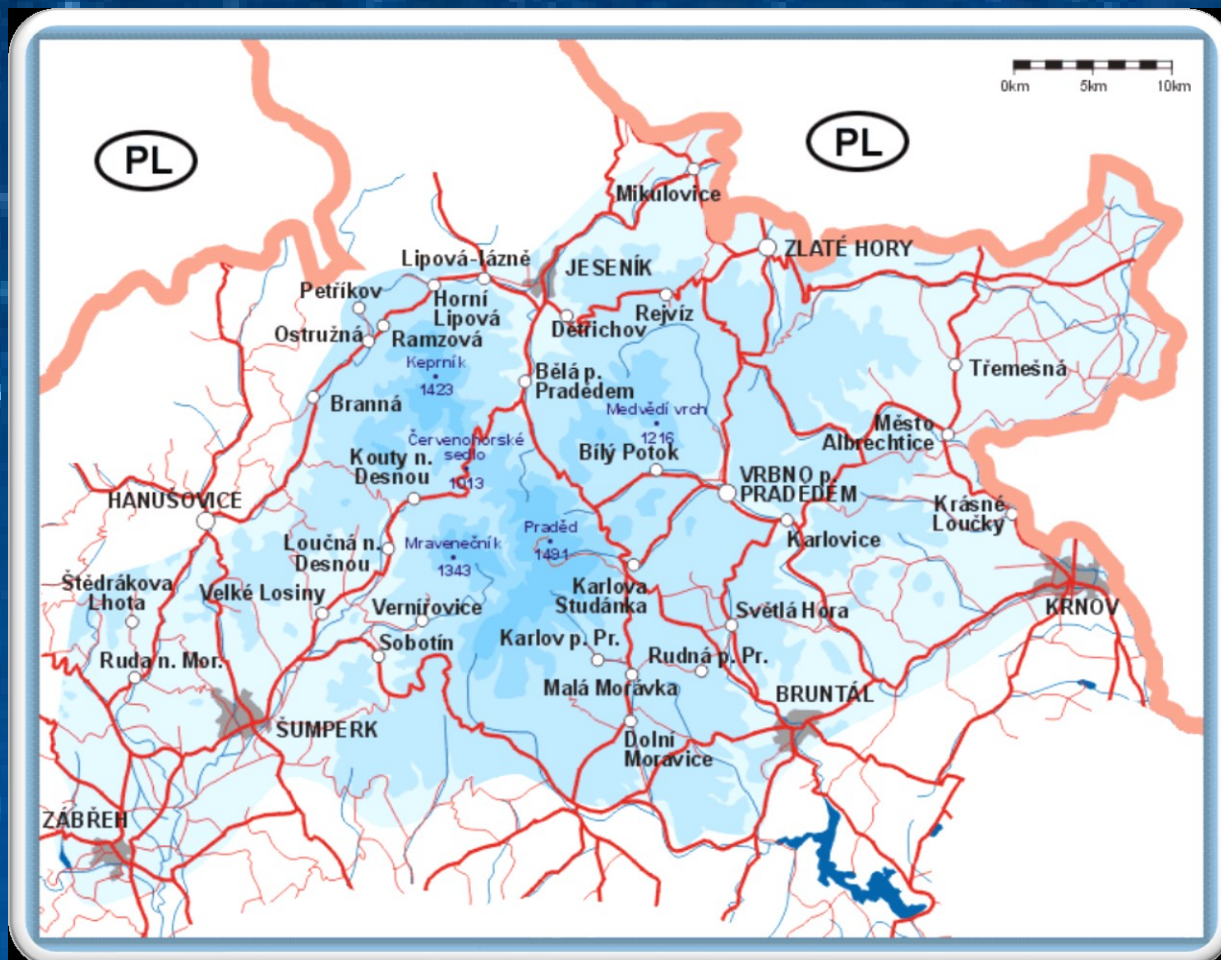 0km 5km 10km
PL
PL
Mikulovice
ZLATÉ HORY
Lipová-lázně
JESENÍK
Petříkov
Horní
Lipová
Rejvíz
Dětřichov
Ostružná
Ramzová
Keprník
1423
Bělá p.
Pradědem
Třemešná
Branná
Medvědí vrch
1216
Město
Albrechtice
Červenohorské
sedlo
1013
Kouty n.
Desnou
Bílý Potok
VRBNO p.
PRADĚDEM
HANUŠOVICE
Krásné
Loučky
Praděd
1491
Karlovice
Loučná n.
Desnou
Mravenečník
1343
Štědrákova
Lhota
Velké Losiny
Karlova
Studánka
Vernířovice
Světlá Hora
KRNOV
Sobotín
Karlov p. Pr.
Ruda n. Mor.
Rudná p. Pr.
Malá Morávka
BRUNTÁL
ŠUMPERK
Dolní
Moravice
ZÁBŘEH